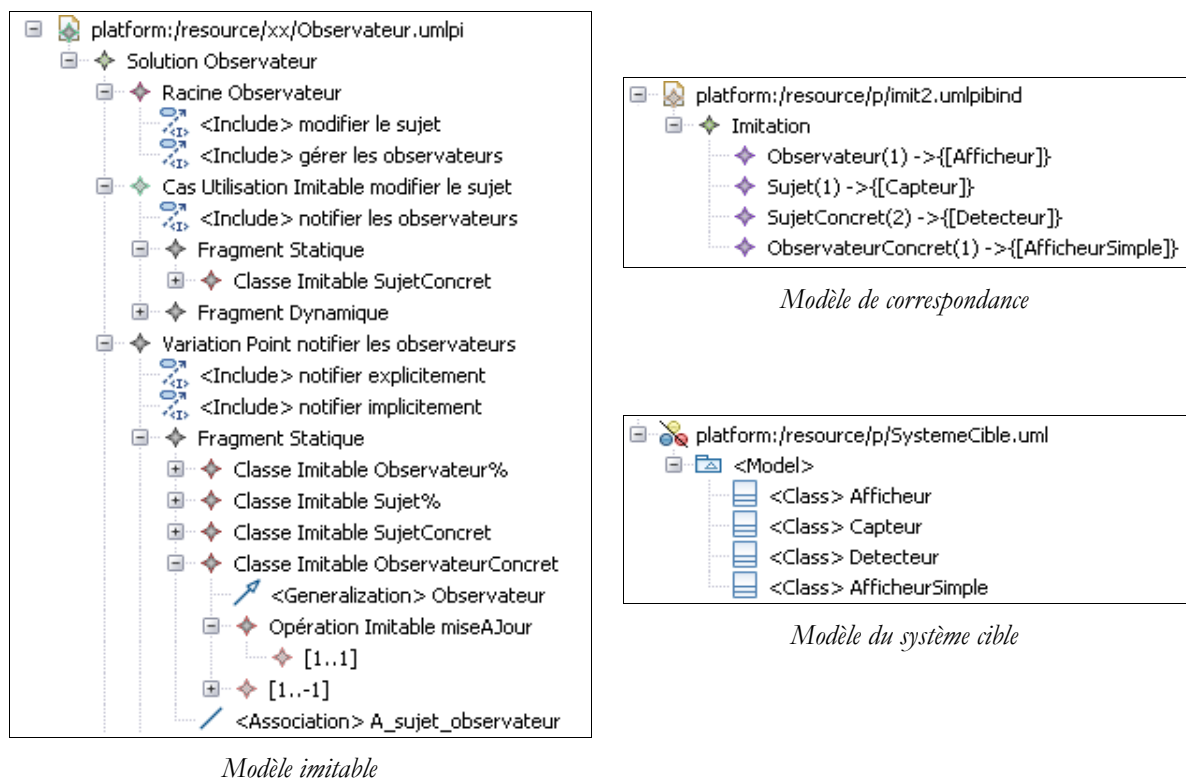 platform:/resource/xx/Observateur.umlpi
Solution Observateur
Racine Observateur
<Include> modifier le sujet
<Include> gérer les observateurs
Cas Utilisation Imitable modifier le sujet
<Include> notifier les observateurs
Fragment Statique
Classe Imitable SujetConcret
Fragment Dynamique
Variation Point notifier les observateurs
<Include> notifier explicitement
<Include> notifier implicitement
Fragment Statique
Classe Imitable Observateur%
Classe Imitable Sujet%
Classe Imitable SujetConcret
Classe Imitable ObservateurConcret
<Generalization> Observateur
Opération Imitable miseAJour
[1..1]
[1..-1]
<Association> A_sujet_observateur
Modèle imitable
platform:/resource/p/imit2.umlpibind
Imitation
Observateur(1) ->{[Afficheur]}
Sujet(1) ->{[Capteur]}
SujetConcret(2) ->{[Detecteur]}
ObservateurConcret(1) ->{[AfficheurSimple]}
Modèle de correspondance
platform:/resource/p/SystemeCible.uml
<Model>
<Class> Afficheur
<Class> Capteur
<Class> Detecteur
<Class> AfficheurSimple
Modèle du système cible